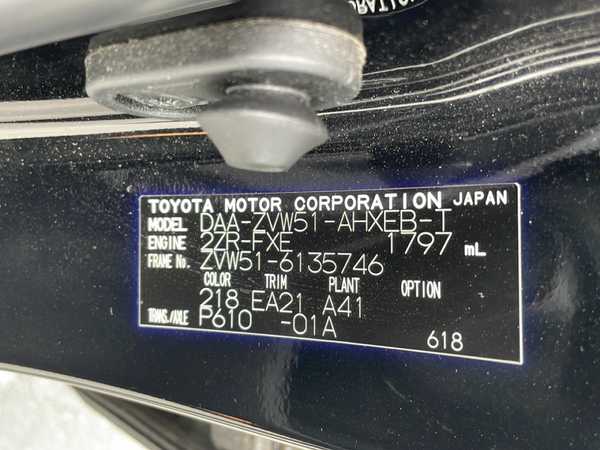 TOYOTA MOTOR CORPORATION JAPAN
MODEL DAA-ZVW51-AHXEB-T
ENGINE 2ZR-FXE 1797 mL
FRAME No. ZVW51-6135746
COLOR TRIM PLANT OPTION
218 EA21 A41
TRANS./AXLE P610 -01A
618